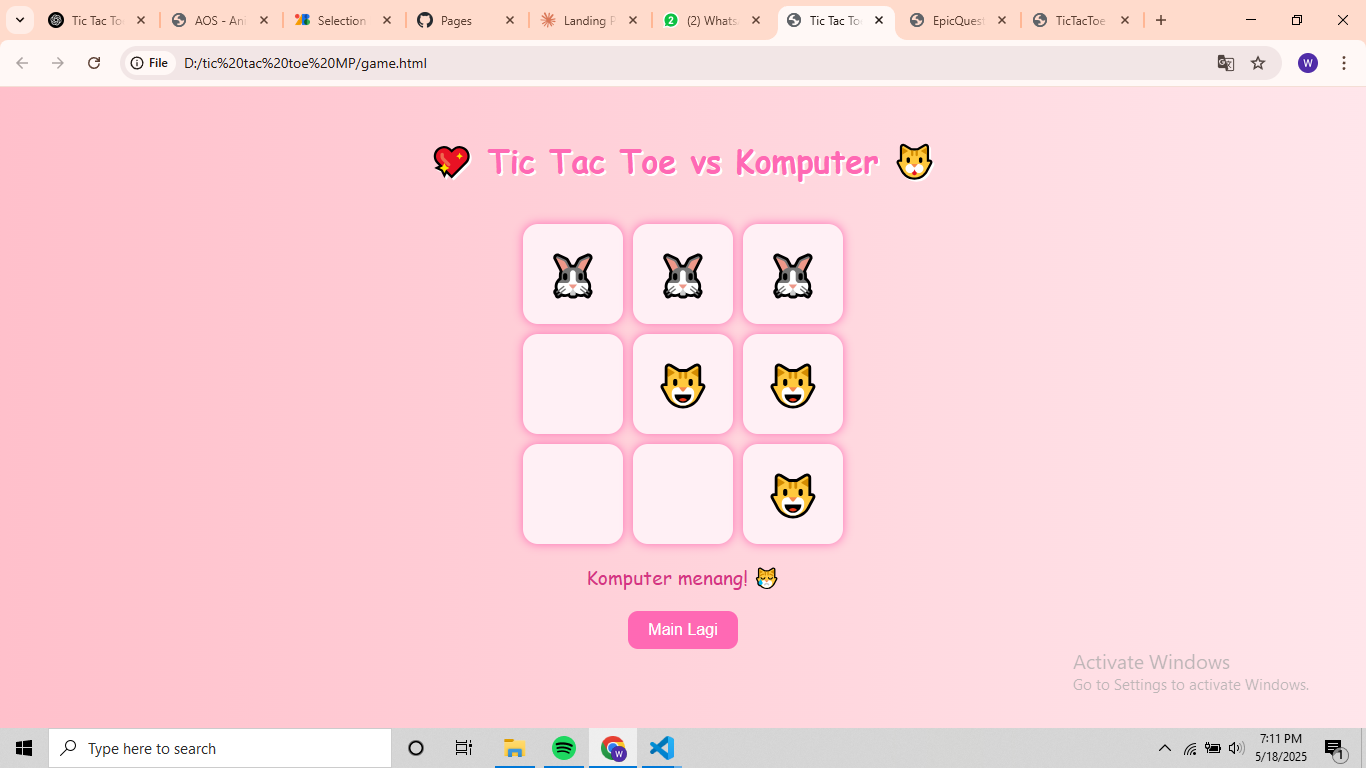 Tic Tac To
AOS - Ani
Selection
Pages
Landing P
(2) Whats
Tic Tac To
EpicQuest
TicTacToe
File
D:/tic%20tac%20toe%20MP/game.html
W
Tic Tac Toe vs Komputer
Komputer menang!
Main Lagi
Activate Windows
Go to Settings to activate Windows.
Type here to search
W
7:11 PM
5/18/2025
1